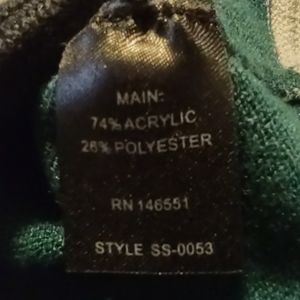 MAIN:
74% ACRYLIC
26% POLYESTER
RN 146551
STYLE SS-0053